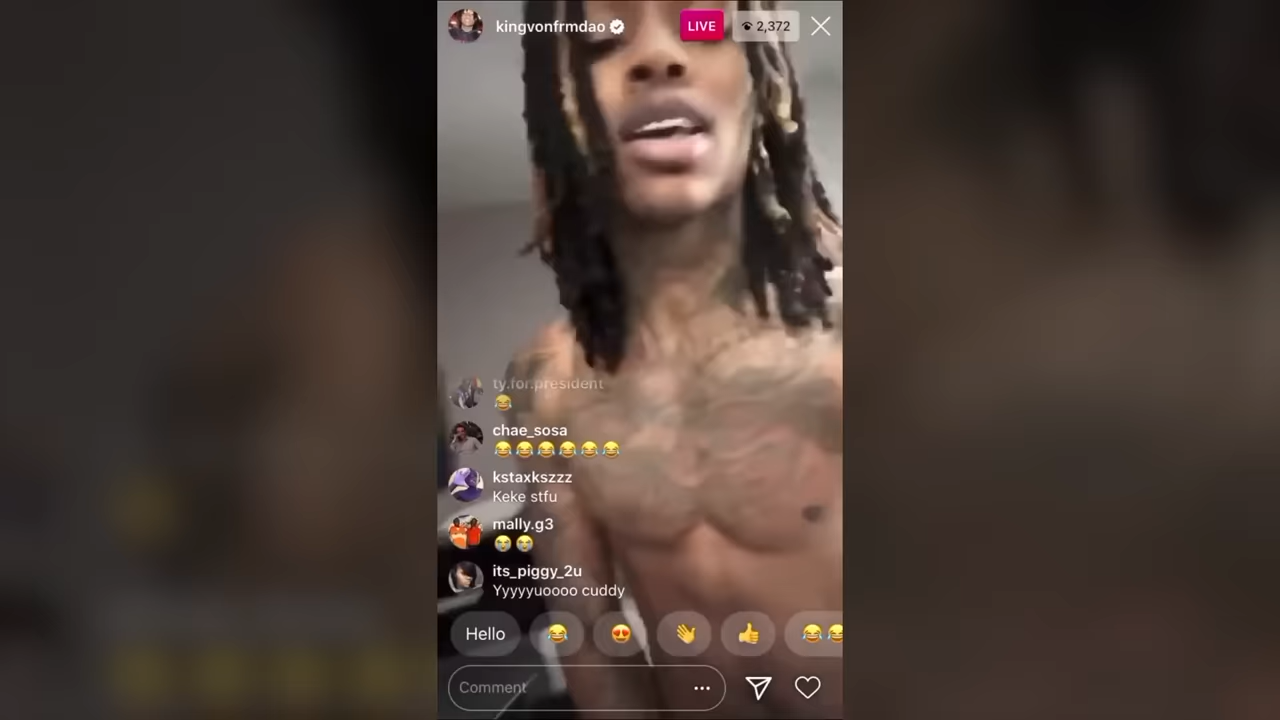 kingvonfrmdao
LIVE
2,372
ty.for.president
😂
chae_sosa
😂😂😂😂😂😂
kstaxkszzz
Keke stfu
mally.g3
😭😭
its_piggy_2u
Yyyyyuoooo cuddy
Hello 😂 😍 👋 👍 😂😂
Comment